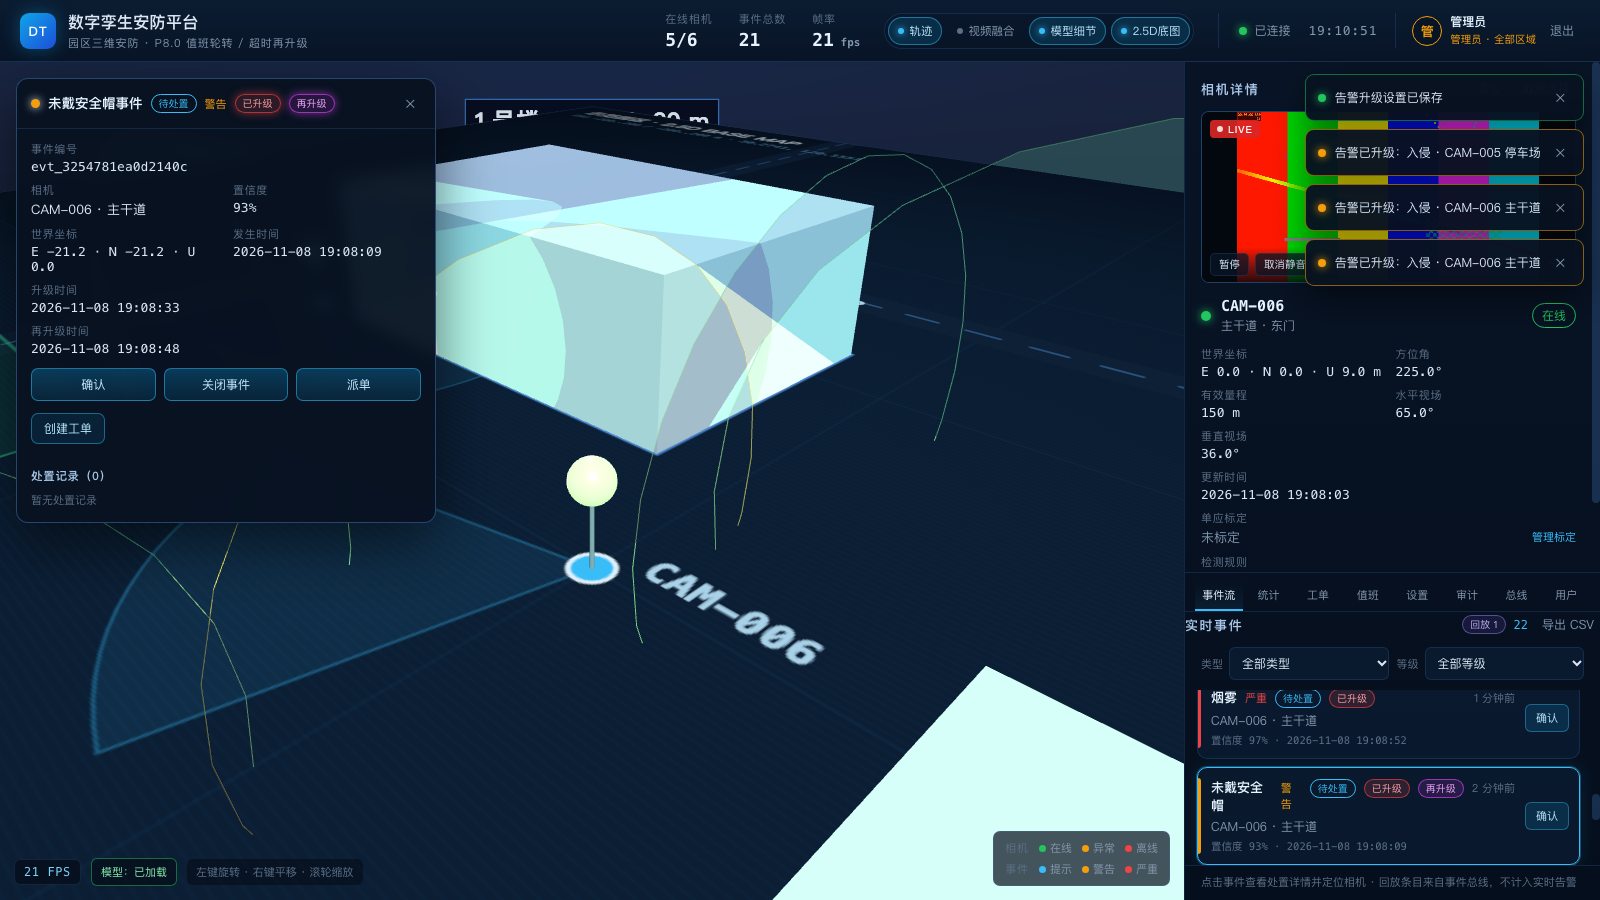 DT
数字孪生安防平台
园区三维安防 · P8.0 值班轮转 / 超时再升级
在线相机
5/6
事件总数
21
帧率
21 fps
轨迹
视频融合
模型细节
2.5D底图
已连接
19:10:51
管
管理员
管理员 · 全部区域
退出
未戴安全帽事件
待处置
警告
已升级
再升级
事件编号
evt_3254781ea0d2140c
相机
CAM-006 · 主干道
置信度
93%
世界坐标
E -21.2 · N -21.2 · U
0.0
发生时间
2026-11-08 19:08:09
升级时间
2026-11-08 19:08:33
再升级时间
2026-11-08 19:08:48
确认
关闭事件
派单
创建工单
处置记录 (0)
暂无处置记录
CAM-006
21 FPS
模型: 已加载
左键旋转 · 右键平移 · 滚轮缩放
相机
在线
异常
离线
事件
提示
警告
严重
相机详情
LIVE
暂停
取消静音
告警升级设置已保存
告警已升级: 入侵 · CAM-005 停车场
告警已升级: 入侵 · CAM-006 主干道
告警已升级: 入侵 · CAM-006 主干道
CAM-006
主干道 · 东门
在线
世界坐标
E 0.0 · N 0.0 · U 9.0 m
方位角
225.0°
有效量程
150 m
水平视场
65.0°
垂直视场
36.0°
更新时间
2026-11-08 19:08:03
单应标定
未标定
管理标定
检测规则
事件流
统计
工单
值班
设置
审计
总线
用户
实时事件
回放 1
22
导出 CSV
类型
全部类型
等级
全部等级
烟雾
严重
待处置
已升级
1 分钟前
CAM-006 · 主干道
置信度 97% · 2026-11-08 19:08:52
确认
未戴安全帽
警告
待处置
已升级
再升级
2 分钟前
CAM-006 · 主干道
置信度 93% · 2026-11-08 19:08:09
确认
点击事件查看处置详情并定位相机 · 回放条目来自事件总线，不计入实时告警